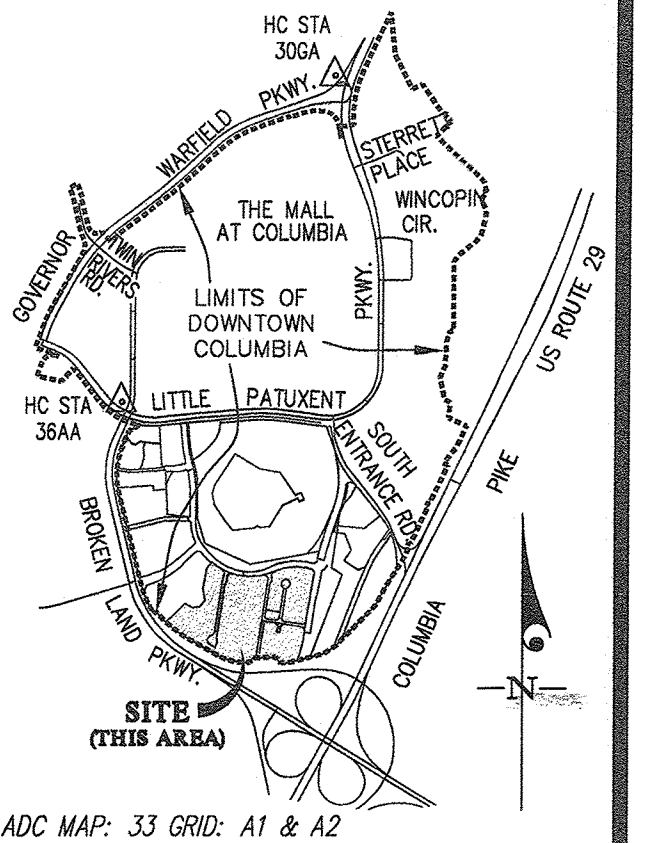 HC STA
30GA
WARFIELD PKWY.
STERRET
PLACE
WINCOPIN
CIR.
THE MALL
AT COLUMBIA
GOVERNOR
TWIN
RIVERS
RD.
LIMITS OF
DOWNTOWN
COLUMBIA
PKWY.
US ROUTE 29
HC STA
36AA
LITTLE PATUXENT
SOUTH
ENTRANCE RD.
COLUMBIA PIKE
BROKEN LAND PKWY.
N
SITE
(THIS AREA)
ADC MAP: 33 GRID: A1 & A2